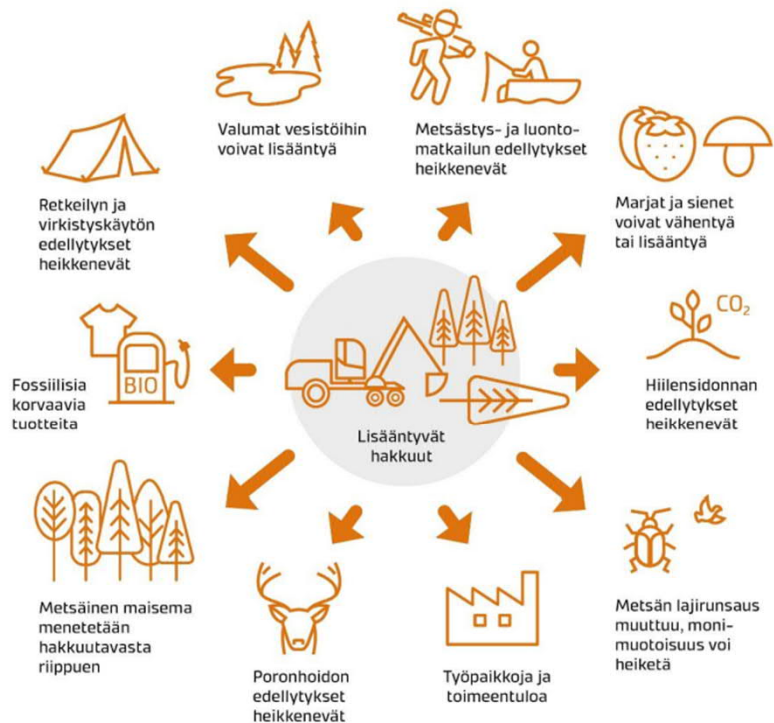 Valumat vesistöihin
voivat lisääntyä
Metsästys- ja luonto-
matkailun edellytykset
heikkenevät
Marjat ja sienet
voivat vähentyä
tai lisääntyä
Retkeilyn ja
virkistyskäytön
edellytykset
heikkenevät
CO₂
Hiilensidonnan
edellytykset
heikkenevät
BIO
Fossiilisia
korvaavia
tuotteita
Lisääntyvät
hakkuut
Metsäinen maisema
menetetään
hakkuutavasta
riippuen
Poronhoidon
edellytykset
heikkenevät
Työpaikkoja ja
toimeentuloa
Metsän lajirunsaus
muuttuu, moni-
muotoisuus voi
heiketä